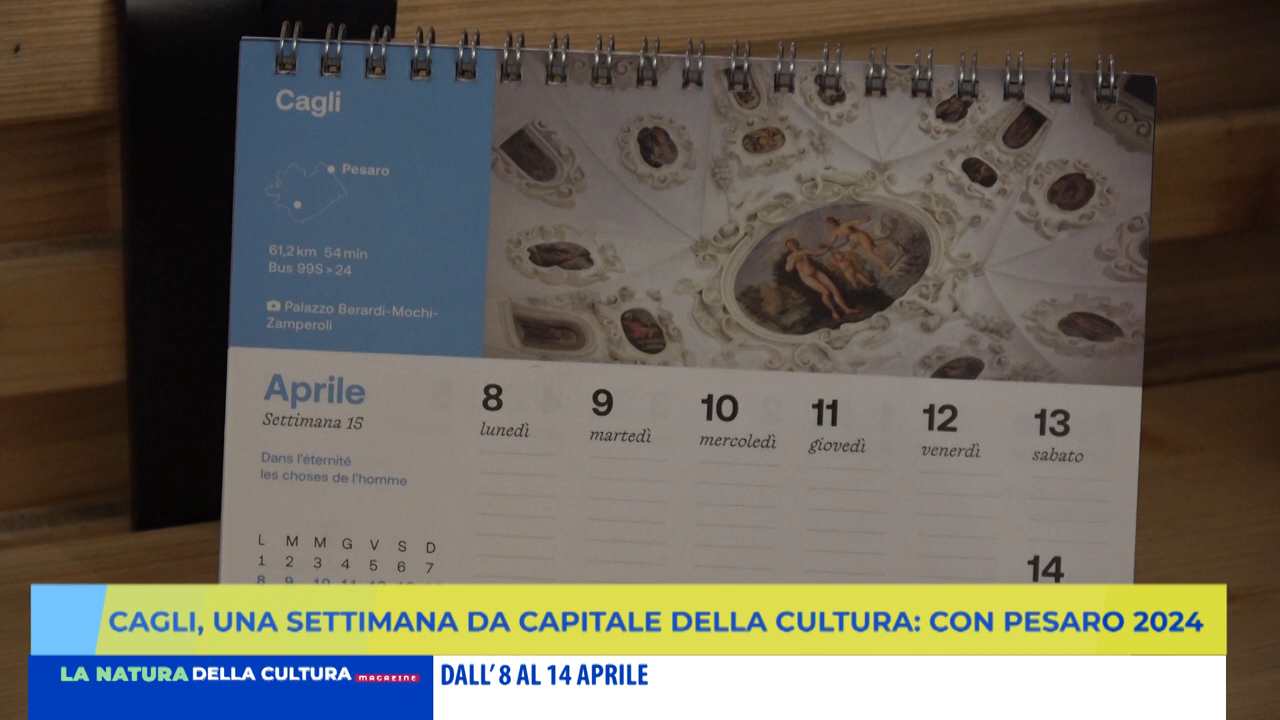 Cagli
Pesaro
61,2 km 54 min
Bus 99S > 24
Palazzo Berardi-Mochi-
Zamperoli
Aprile
Settimana 15
Dans l'éternité
les choses de l'homme
8 9 10 11 12 13
lunedì martedì mercoledì giovedì venerdì sabato
L M M G V S D
1 2 3 4 5 6 7
14
CAGLI, UNA SETTIMANA DA CAPITALE DELLA CULTURA: CON PESARO 2024
LA NATURA DELLA CULTURA MAGAZINE
DALL'8 AL 14 APRILE